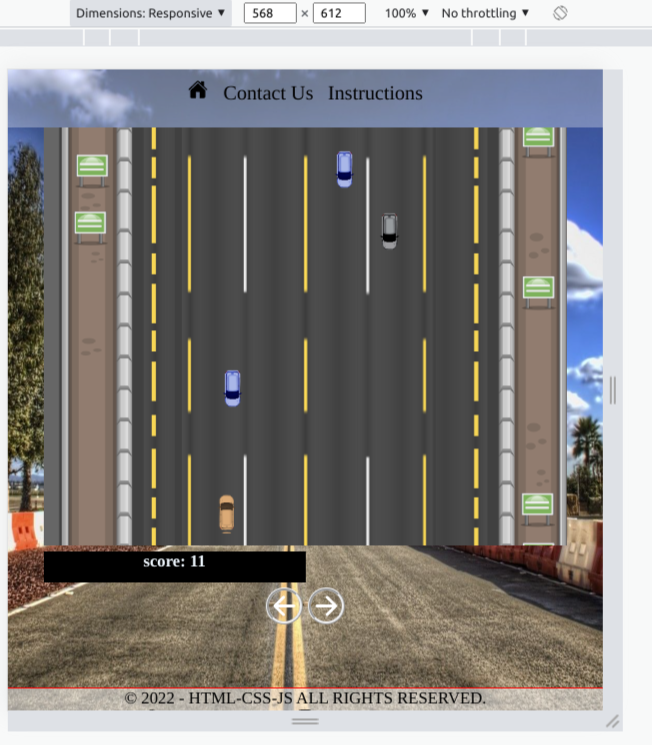 Dimensions: Responsive ▼ 568 × 612 100% ▼ No throttling ▼
Contact Us Instructions
score: 11
© 2022 - HTML-CSS-JS ALL RIGHTS RESERVED.